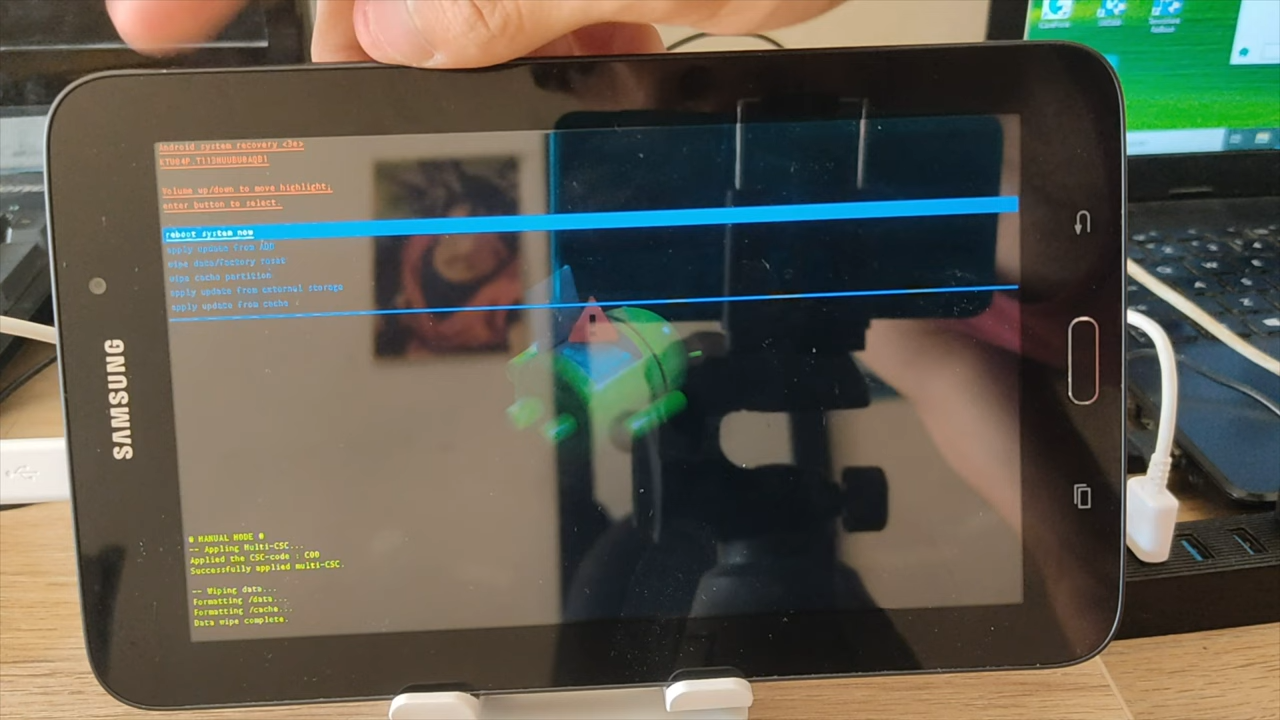 Android system recovery <3e>
KTU84P.T113NUUBU0AQD1
Volume up/down to move highlight;
enter button to select.
reboot system now
apply update from ADB
wipe data/factory reset
wipe cache partition
apply update from external storage
apply update from cache
SAMSUNG
# MANUAL MODE #
-- Appling Multi-CSC...
Applied the CSC-code : COO
Successfully applied multi-CSC.
-- Wiping data...
Formatting /data...
Formatting /cache...
Data wipe complete.